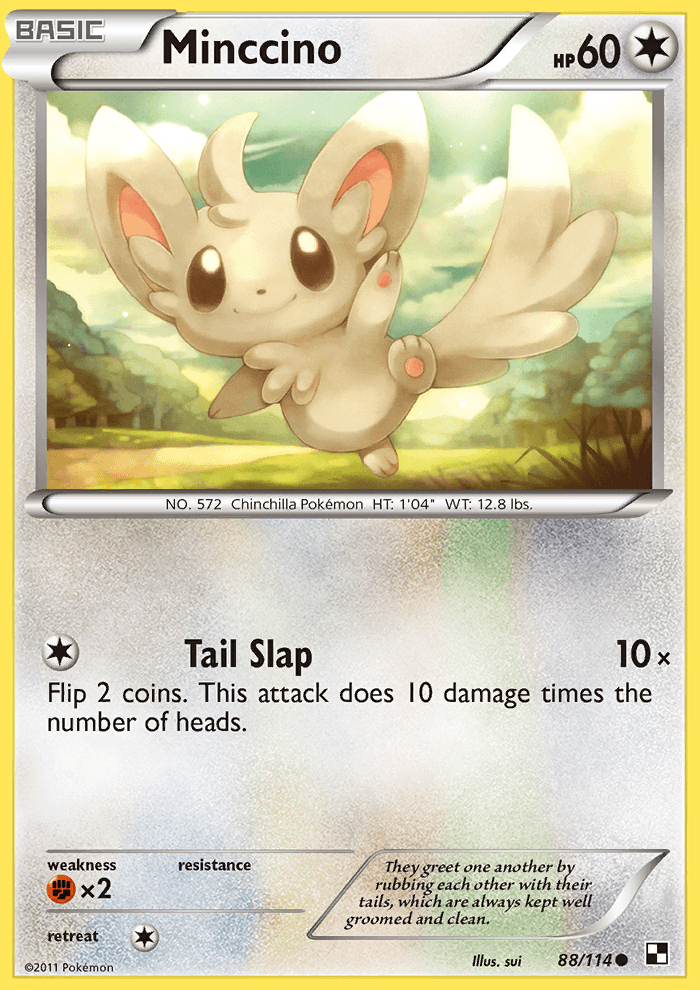 BASIC
Minccino
HP60
NO. 572 Chinchilla Pokémon HT: 1'04" WT: 12.8 lbs.
Tail Slap 10×
Flip 2 coins. This attack does 10 damage times the
number of heads.
weakness resistance
×2
They greet one another by
rubbing each other with their
tails, which are always kept well
groomed and clean.
retreat
©2011 Pokémon
Illus. sui 88/114